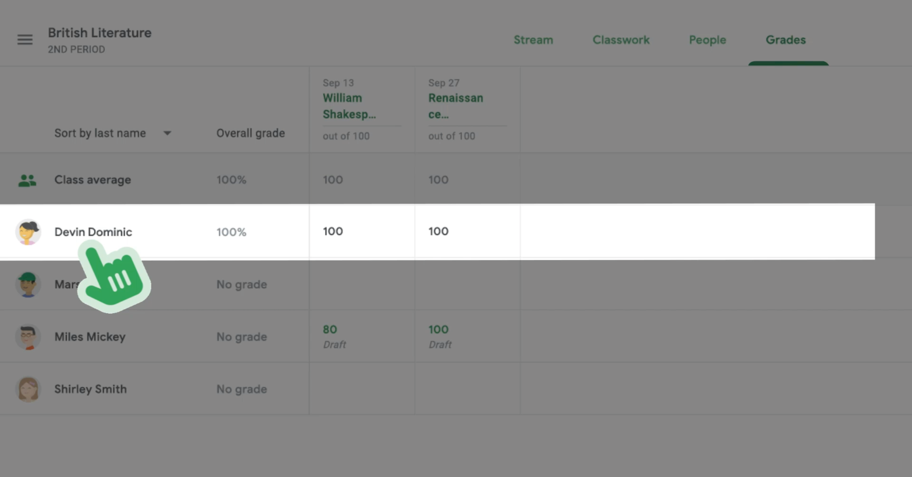 British Literature
2ND PERIOD
Stream Classwork People Grades
Sep 13 Sep 27
William Renaissan
Shakesp... ce...
Sort by last name Overall grade out of 100 out of 100
Class average 100% 100 100
Devin Dominic 100% 100 100
No grade
Miles Mickey No grade 80 100
Draft Draft
Shirley Smith No grade